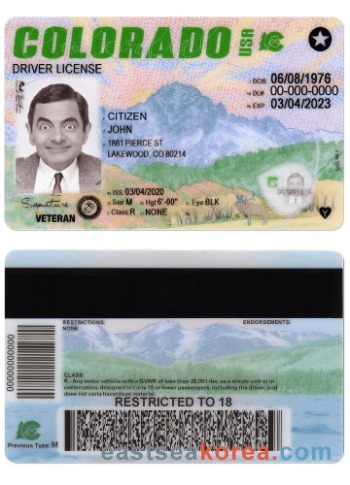 COLORADO USA
DRIVER LICENSE
DOB 06/08/1976
DL# 00-000-0000
EXP 03/04/2023
CITIZEN
JOHN
1881 PIERCE ST
LAKEWOOD, CO 80214
ISS 03/04/2020
Sex M Hgt 6'-00" Eye BLK
Class R NONE
Signature
VETERAN
RESTRICTIONS:
NONE
ENDORSEMENTS:
0000000000000
CLASS
R - Any motor vehicle with a GVWR of less than 26,001 lbs. as a single unit or in
combination, designed to carry 15 or fewer passengers, including the driver, and
does not carry hazardous material.
RESTRICTED TO 18
Previous Type: M
eastseakorea.com